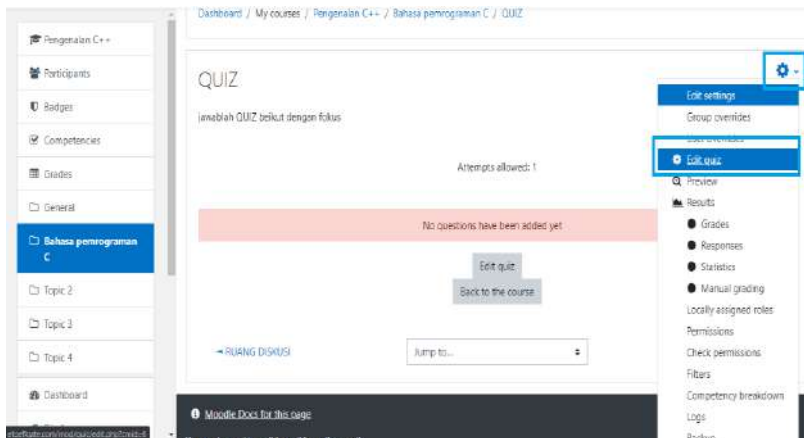 Dashboard / My courses / Pengenalan C++ / Bahasa pemrograman C / QUIZ
Pengenalan C++
Participants
Badges
Competencies
Grades
General
Bahasa pemrograman
C
Topic 2
Topic 3
Topic 4
Dashboard
QUIZ
jawablah QUIZ beikut dengan fokus
Attempts allowed: 1
No questions have been added yet
Edit quiz
Back to the course
RUANG DISKUSI
Jump to...
Moodle Docs for this page
Edit settings
Group overrides
User overrides
Edit quiz
Preview
Results
Grades
Responses
Statistics
Manual grading
Locally assigned roles
Permissions
Check permissions
Filters
Competency breakdown
Logs
Backup